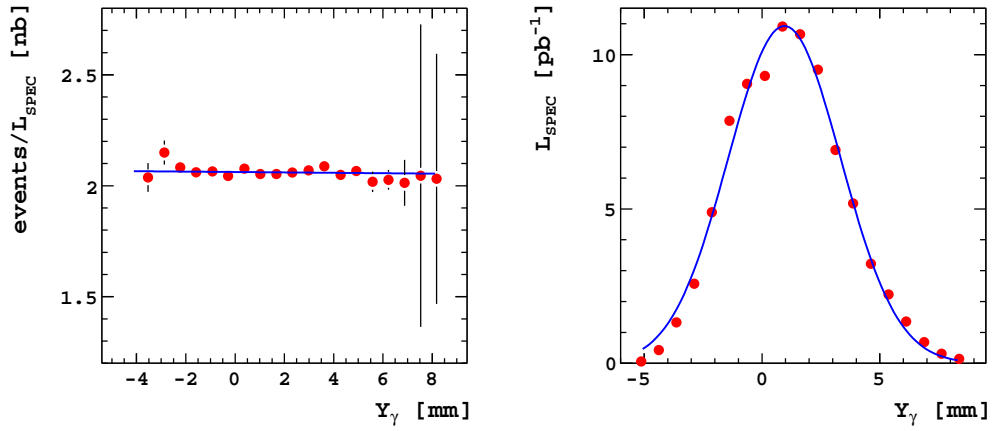 events/L_SPEC [nb]
2.5
2
1.5
−4 −2 0 2 4 6 8
Y_γ [mm]
L_SPEC [pb⁻¹]
10
5
0
−5 0 5
Y_γ [mm]